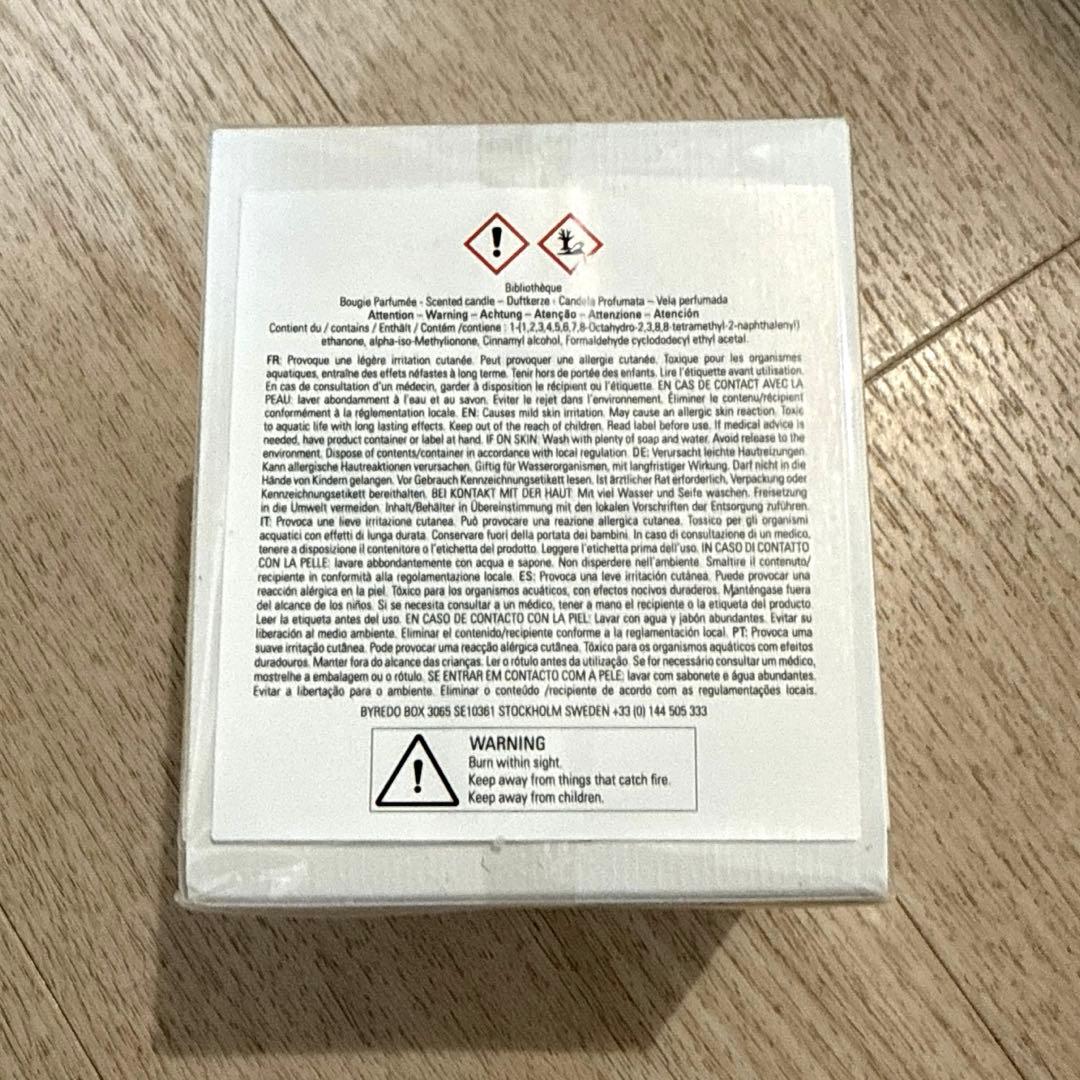 Bibliothèque
Bougie Parfumée - Scented candle – Duftkerze - Candela Profumata – Vela perfumada
Attention – Warning – Achtung – Atenção – Attenzione – Atención
Contient du / contains / Enthält / Contém /contiene : 1-(1,2,3,4,5,6,7,8-Octahydro-2,3,8,8-tetramethyl-2-naphthalenyl)
ethanone, alpha-iso-Methylionone, Cinnamyl alcohol, Formaldehyde cyclododecyl ethyl acetal.
FR: Provoque une légère irritation cutanée. Peut provoquer une allergie cutanée. Toxique pour les organismes
aquatiques, entraîne des effets néfastes à long terme. Tenir hors de portée des enfants. Lire l'étiquette avant utilisation.
En cas de consultation d'un médecin, garder à disposition le récipient ou l'étiquette. EN CAS DE CONTACT AVEC LA
PEAU: laver abondamment à l'eau et au savon. Eviter le rejet dans l'environnement. Éliminer le contenu/récipient
conformément à la réglementation locale. EN: Causes mild skin irritation. May cause an allergic skin reaction. Toxic
to aquatic life with long lasting effects. Keep out of the reach of children. Read label before use. If medical advice is
needed, have product container or label at hand. IF ON SKIN: Wash with plenty of soap and water. Avoid release to the
environment. Dispose of contents/container in accordance with local regulation. DE: Verursacht leichte Hautreizungen.
Kann allergische Hautreaktionen verursachen. Giftig für Wasserorganismen, mit langfristiger Wirkung. Darf nicht in die
Hände von Kindern gelangen. Vor Gebrauch Kennzeichnungsetikett lesen. Ist ärztlicher Rat erforderlich, Verpackung oder
Kennzeichnungsetikett bereithalten. BEI KONTAKT MIT DER HAUT: Mit viel Wasser und Seife waschen. Freisetzung
in die Umwelt vermeiden. Inhalt/Behälter in Übereinstimmung mit den lokalen Vorschriften der Entsorgung zuführen.
IT: Provoca una lieve irritazione cutanea. Può provocare una reazione allergica cutanea. Tossico per gli organismi
acquatici con effetti di lunga durata. Conservare fuori della portata dei bambini. In caso di consultazione di un medico,
tenere a disposizione il contenitore o l'etichetta del prodotto. Leggere l'etichetta prima dell'uso. IN CASO DI CONTATTO
CON LA PELLE: lavare abbondantemente con acqua e sapone. Non disperdere nell'ambiente. Smaltire il contenuto/
recipiente in conformità alla regolamentazione locale. ES: Provoca una leve irritación cutánea. Puede provocar una
reacción alérgica en la piel. Tóxico para los organismos acuáticos, con efectos nocivos duraderos. Manténgase fuera
del alcance de los niños. Si se necesita consultar a un médico, tener a mano el recipiente o la etiqueta del producto.
Leer la etiqueta antes del uso. EN CASO DE CONTACTO CON LA PIEL: Lavar con agua y jabón abundantes. Evitar su
liberación al medio ambiente. Eliminar el contenido/recipiente conforme a la reglamentación local. PT: Provoca uma
suave irritação cutânea. Pode provocar uma reacção alérgica cutânea. Tóxico para os organismos aquáticos com efeitos
duradouros. Manter fora do alcance das crianças. Ler o rótulo antes da utilização. Se for necessário consultar um médico,
mostrelhe a embalagem ou o rótulo. SE ENTRAR EM CONTACTO COM A PELE: lavar com sabonete e água abundantes.
Evitar a libertação para o ambiente. Eliminar o conteúdo /recipiente de acordo com as regulamentações locais.
BYREDO BOX 3065 SE10361 STOCKHOLM SWEDEN +33 (0) 144 505 333
WARNING
Burn within sight.
Keep away from things that catch fire.
Keep away from children.